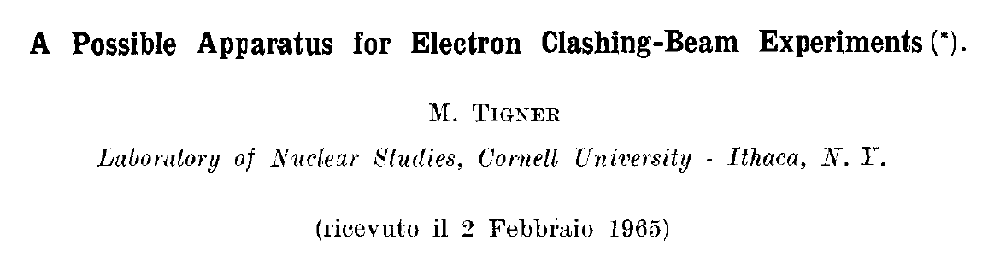 A Possible Apparatus for Electron Clashing-Beam Experiments (*).
M. TIGNER
Laboratory of Nuclear Studies, Cornell University - Ithaca, N. Y.
(ricevuto il 2 Febbraio 1965)